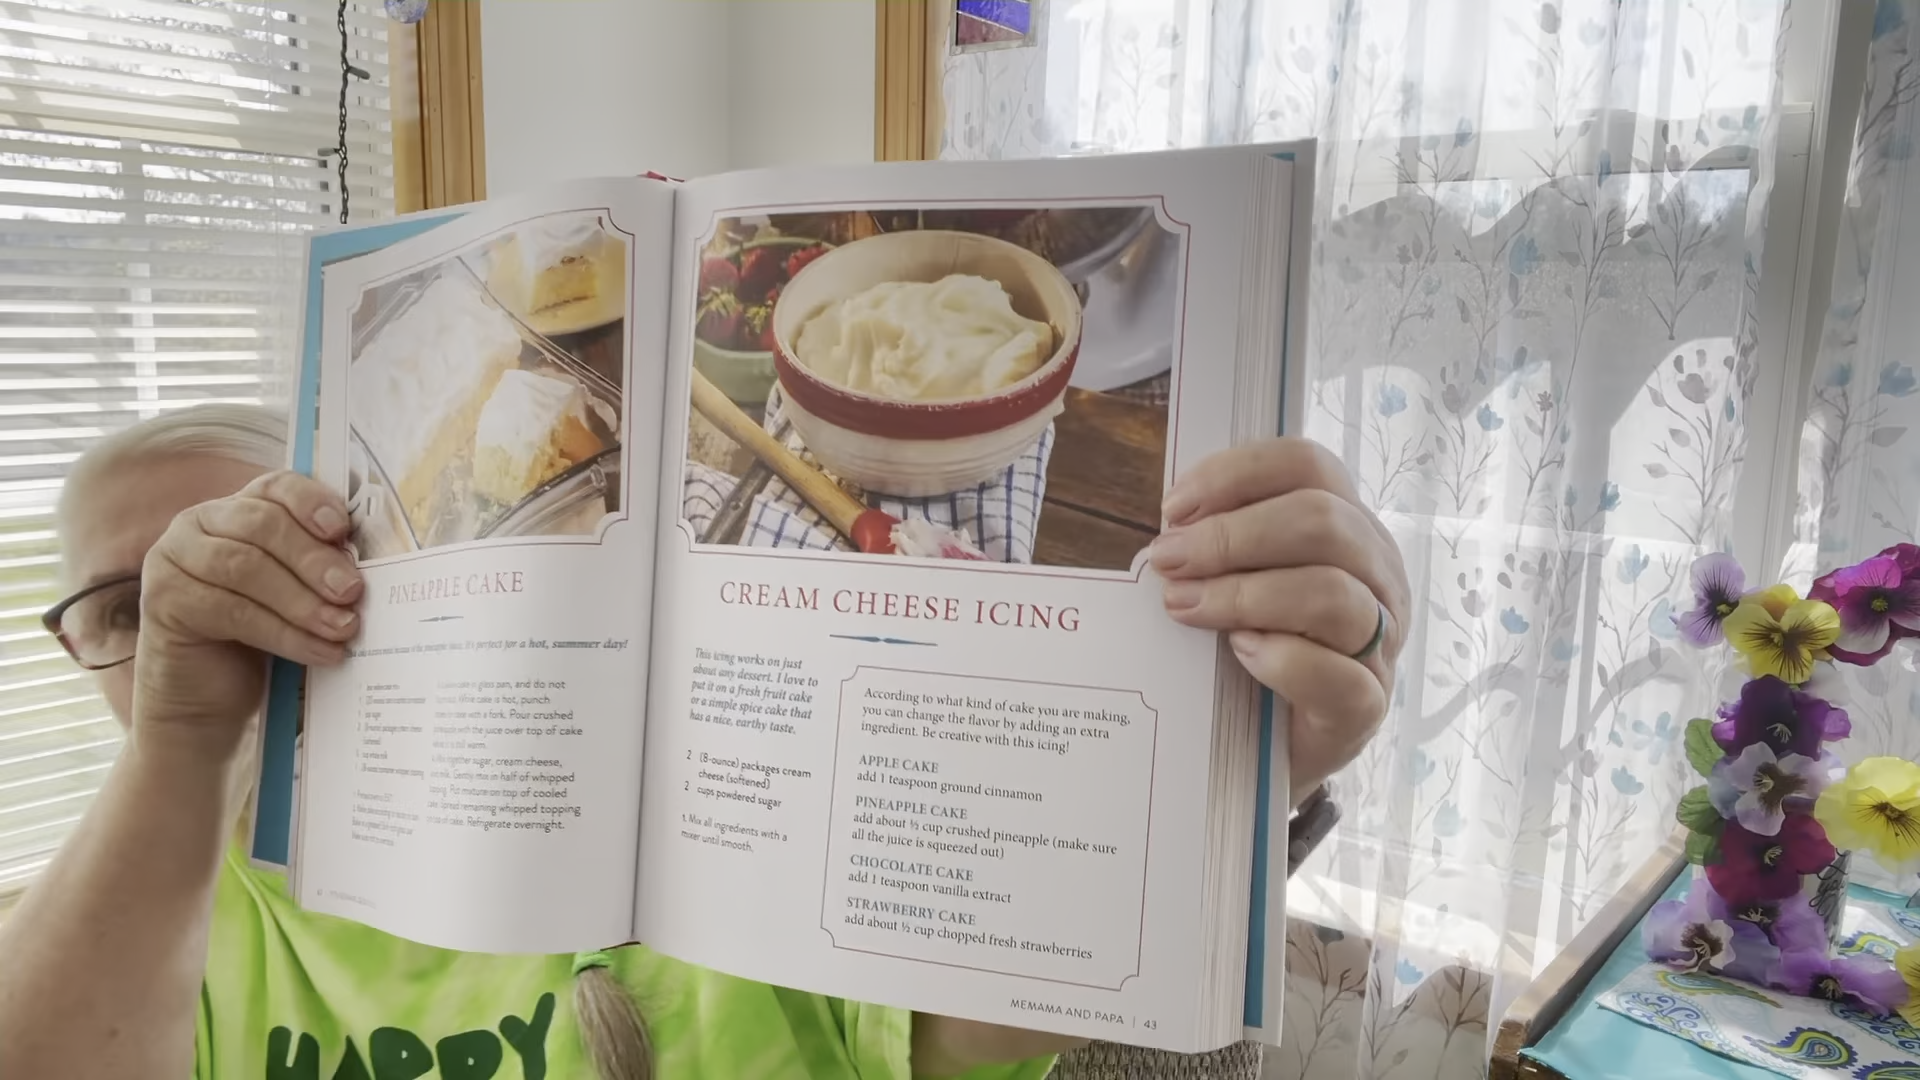 PINEAPPLE CAKE
it's perfect for a hot, summer day!
cake in glass pan, and do not
cake is hot, punch
with a fork. Pour crushed
with the juice over top of cake
warm.
together sugar, cream cheese,
milk. Gently mix in half of whipped
topping. Put mixture on top of cooled
cake. Spread remaining whipped topping
of cake. Refrigerate overnight.
CREAM CHEESE ICING
This icing works on just
about any dessert. I love to
put it on a fresh fruit cake
or a simple spice cake that
has a nice, earthy taste.
2 (8-ounce) packages cream
cheese (softened)
2 cups powdered sugar
1. Mix all ingredients with a
mixer until smooth.
According to what kind of cake you are making,
you can change the flavor by adding an extra
ingredient. Be creative with this icing!
APPLE CAKE
add 1 teaspoon ground cinnamon
PINEAPPLE CAKE
add about ½ cup crushed pineapple (make sure
all the juice is squeezed out)
CHOCOLATE CAKE
add 1 teaspoon vanilla extract
STRAWBERRY CAKE
add about ½ cup chopped fresh strawberries
MEMAMA AND PAPA | 43
HAPPY